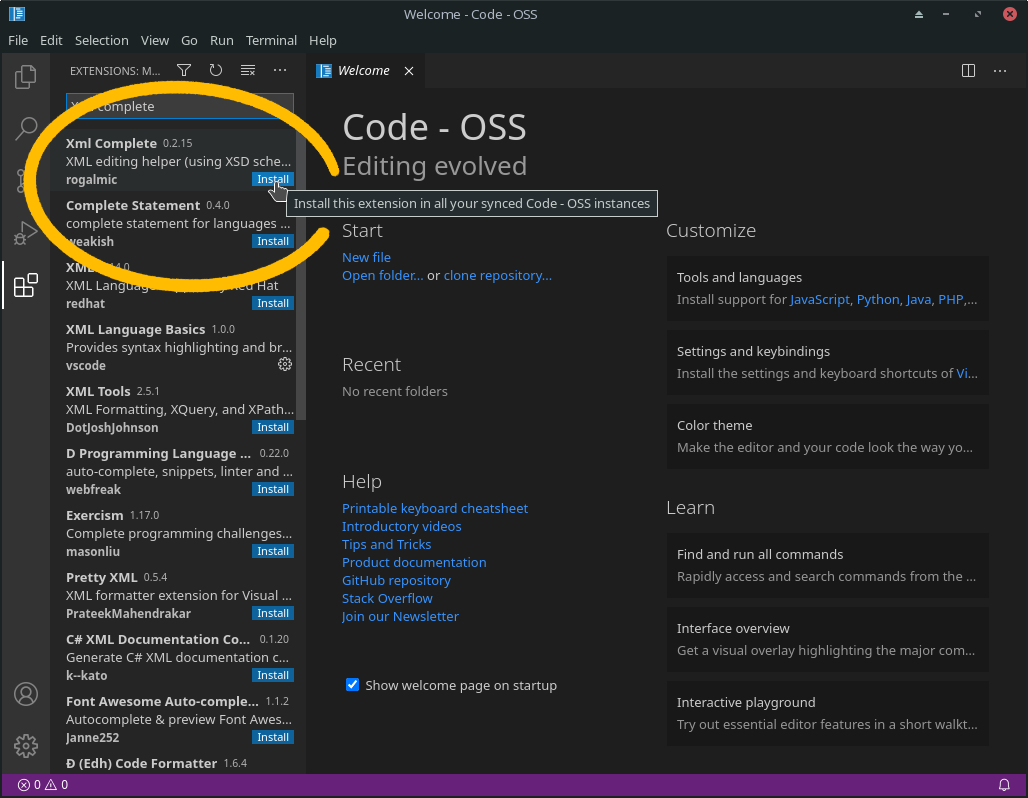 Welcome - Code - OSS
File Edit Selection View Go Run Terminal Help
EXTENSIONS: M...
Welcome
complete
Xml Complete 0.2.15
XML editing helper (using XSD sche...
rogalmic Install
Install this extension in all your synced Code - OSS instances
Complete Statement 0.4.0
complete statement for languages ...
weakish Install
XML
XML Language Red Hat
redhat Install
XML Language Basics 1.0.0
Provides syntax highlighting and br...
vscode
XML Tools 2.5.1
XML Formatting, XQuery, and XPath...
DotJoshJohnson Install
D Programming Language ... 0.22.0
auto-complete, snippets, linter and ...
webfreak Install
Exercism 1.17.0
Complete programming challenges...
masonliu Install
Pretty XML 0.5.4
XML formatter extension for Visual ...
PrateekMahendrakar Install
C# XML Documentation Co... 0.1.20
Generate C# XML documentation c...
k--kato Install
Font Awesome Auto-comple... 1.1.2
Autocomplete & preview Font Awes...
Janne252 Install
Đ (Edh) Code Formatter 1.6.4
Code - OSS
Editing evolved
Start
New file
Open folder... or clone repository...
Recent
No recent folders
Help
Printable keyboard cheatsheet
Introductory videos
Tips and Tricks
Product documentation
GitHub repository
Stack Overflow
Join our Newsletter
Show welcome page on startup
Customize
Tools and languages
Install support for JavaScript, Python, Java, PHP,...
Settings and keybindings
Install the settings and keyboard shortcuts of Vi...
Color theme
Make the editor and your code look the way yo...
Learn
Find and run all commands
Rapidly access and search commands from the ...
Interface overview
Get a visual overlay highlighting the major com...
Interactive playground
Try out essential editor features in a short walkt...
0 0